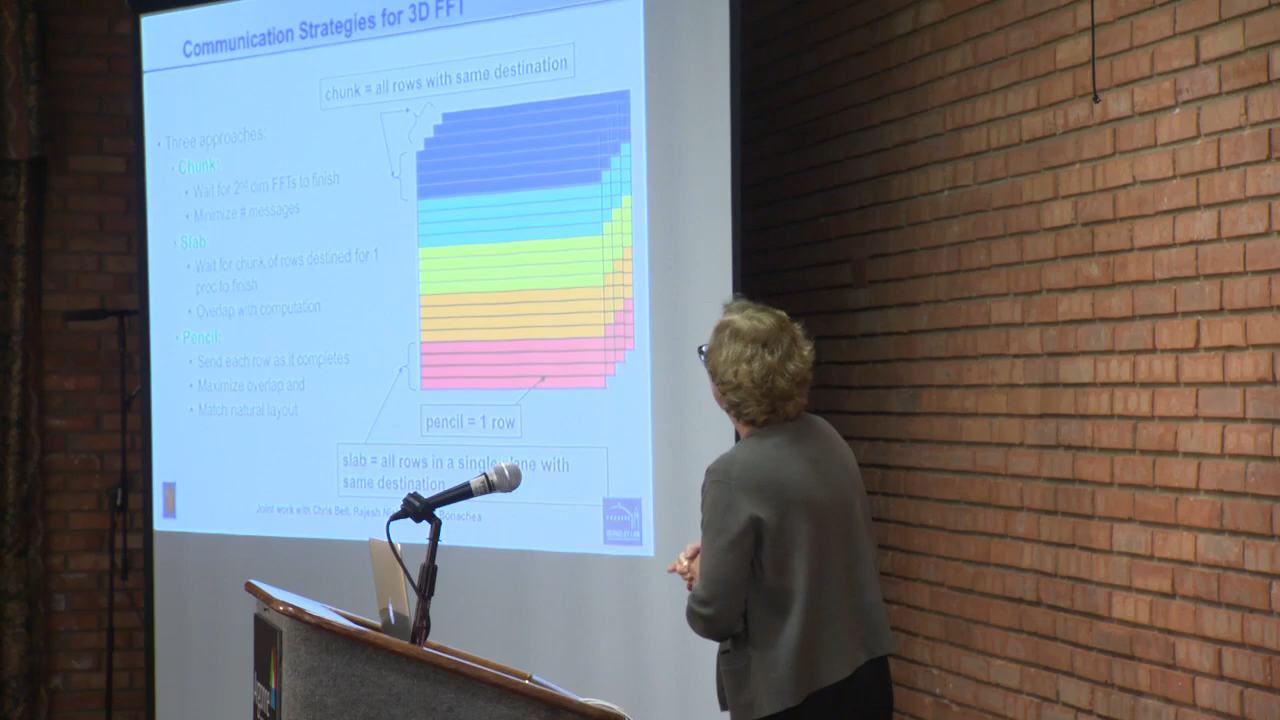 Communication Strategies for 3D FFT
chunk = all rows with same destination
• Three approaches:
• Chunk:
• Wait for 2nd dim FFTs to finish
• Minimize # messages
• Slab:
• Wait for chunk of rows destined for 1
proc to finish
• Overlap with computation
• Pencil:
• Send each row as it completes
• Maximize overlap and
• Match natural layout
pencil = 1 row
slab = all rows in a single plane with
same destination
Joint work with Chris Bell, Rajesh Bonachea
BERKELEY LAB